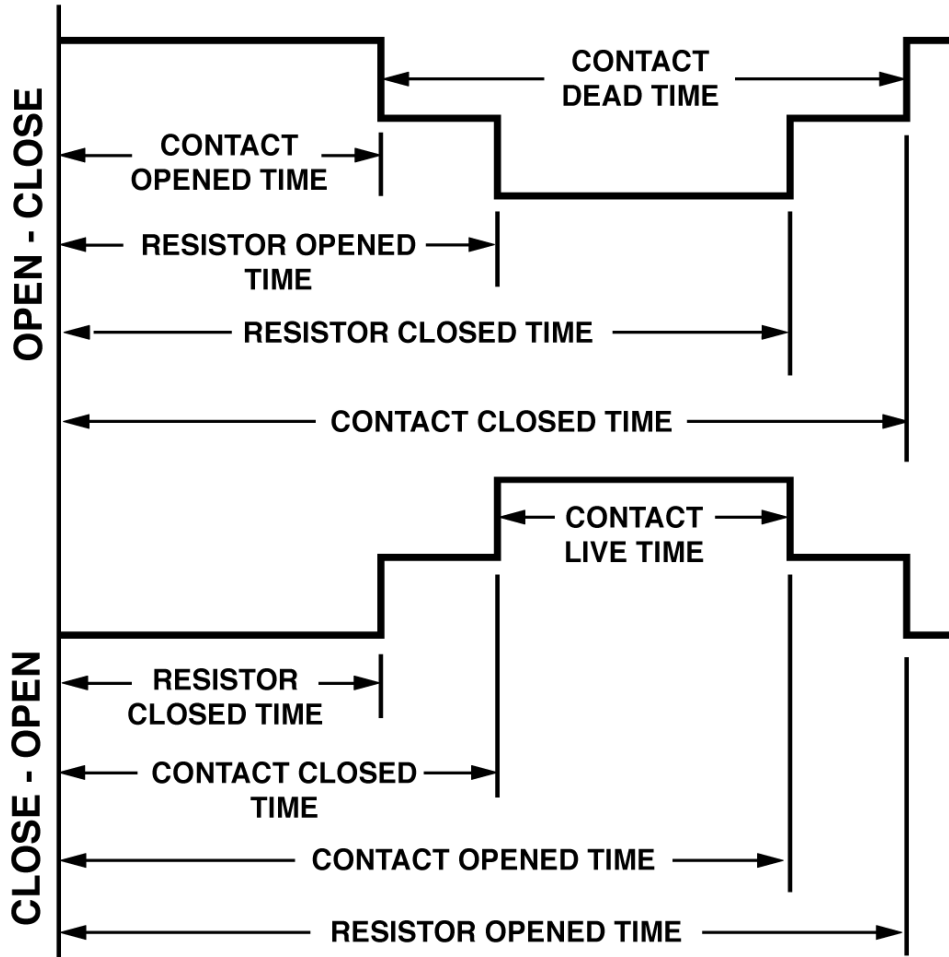 OPEN - CLOSE
CONTACT
DEAD TIME
CONTACT
OPENED TIME
RESISTOR OPENED
TIME
RESISTOR CLOSED TIME
CONTACT CLOSED TIME
CLOSE - OPEN
CONTACT
LIVE TIME
RESISTOR
CLOSED TIME
CONTACT CLOSED
TIME
CONTACT OPENED TIME
RESISTOR OPENED TIME